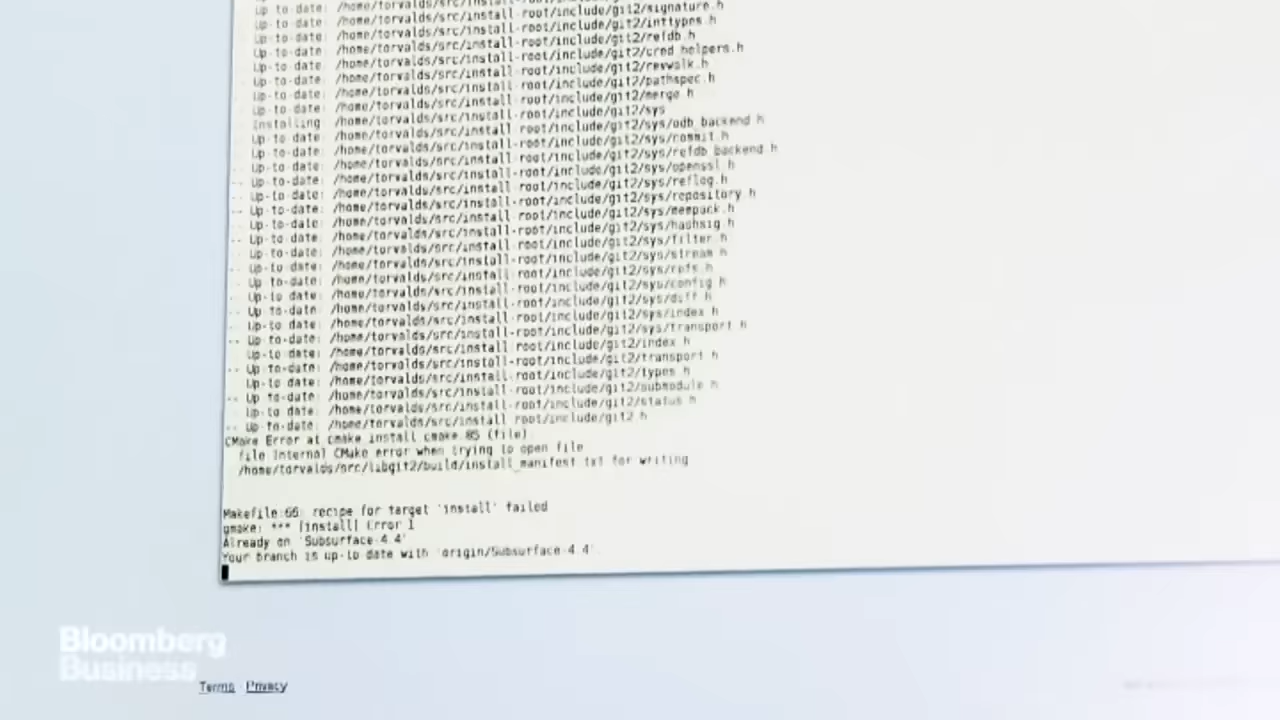 Up-to-date: /home/torvalds/src/install-root/include/git2/signature.h
Up-to-date: /home/torvalds/src/install-root/include/git2/inttypes.h
Up-to-date: /home/torvalds/src/install-root/include/git2/refdb.h
Up-to-date: /home/torvalds/src/install-root/include/git2/cred_helpers.h
Up-to-date: /home/torvalds/src/install-root/include/git2/revwalk.h
Up-to-date: /home/torvalds/src/install-root/include/git2/pathspec.h
Up-to-date: /home/torvalds/src/install-root/include/git2/merge.h
Installing: /home/torvalds/src/install-root/include/git2/sys
Up-to-date: /home/torvalds/src/install-root/include/git2/sys/odb_backend.h
Up-to-date: /home/torvalds/src/install-root/include/git2/sys/commit.h
Up-to-date: /home/torvalds/src/install-root/include/git2/sys/refdb_backend.h
-- Up-to-date: /home/torvalds/src/install-root/include/git2/sys/openssl.h
-- Up-to-date: /home/torvalds/src/install-root/include/git2/sys/reflog.h
-- Up-to-date: /home/torvalds/src/install-root/include/git2/sys/repository.h
-- Up-to-date: /home/torvalds/src/install-root/include/git2/sys/mempack.h
-- Up-to-date: /home/torvalds/src/install-root/include/git2/sys/hashsig.h
-- Up-to-date: /home/torvalds/src/install-root/include/git2/sys/filter.h
-- Up-to-date: /home/torvalds/src/install-root/include/git2/sys/stream.h
-- Up-to-date: /home/torvalds/src/install-root/include/git2/sys/refs.h
-- Up-to-date: /home/torvalds/src/install-root/include/git2/sys/config.h
-- Up-to-date: /home/torvalds/src/install-root/include/git2/sys/diff.h
-- Up-to-date: /home/torvalds/src/install-root/include/git2/sys/index.h
-- Up-to-date: /home/torvalds/src/install-root/include/git2/sys/transport.h
-- Up-to-date: /home/torvalds/src/install-root/include/git2/index.h
-- Up-to-date: /home/torvalds/src/install-root/include/git2/transport.h
-- Up-to-date: /home/torvalds/src/install-root/include/git2/types.h
-- Up-to-date: /home/torvalds/src/install-root/include/git2/submodule.h
-- Up-to-date: /home/torvalds/src/install-root/include/git2/status.h
-- Up-to-date: /home/torvalds/src/install-root/include/git2.h
CMake Error at cmake_install.cmake:85 (file):
file Internal CMake error when trying to open file
/home/torvalds/src/libgit2/build/install_manifest.txt for writing
Makefile:66: recipe for target 'install' failed
gmake: *** [install] Error 1
Already on 'Subsurface-4.4'
Your branch is up-to-date with 'origin/Subsurface-4.4'.
Bloomberg
Business
Terms Privacy